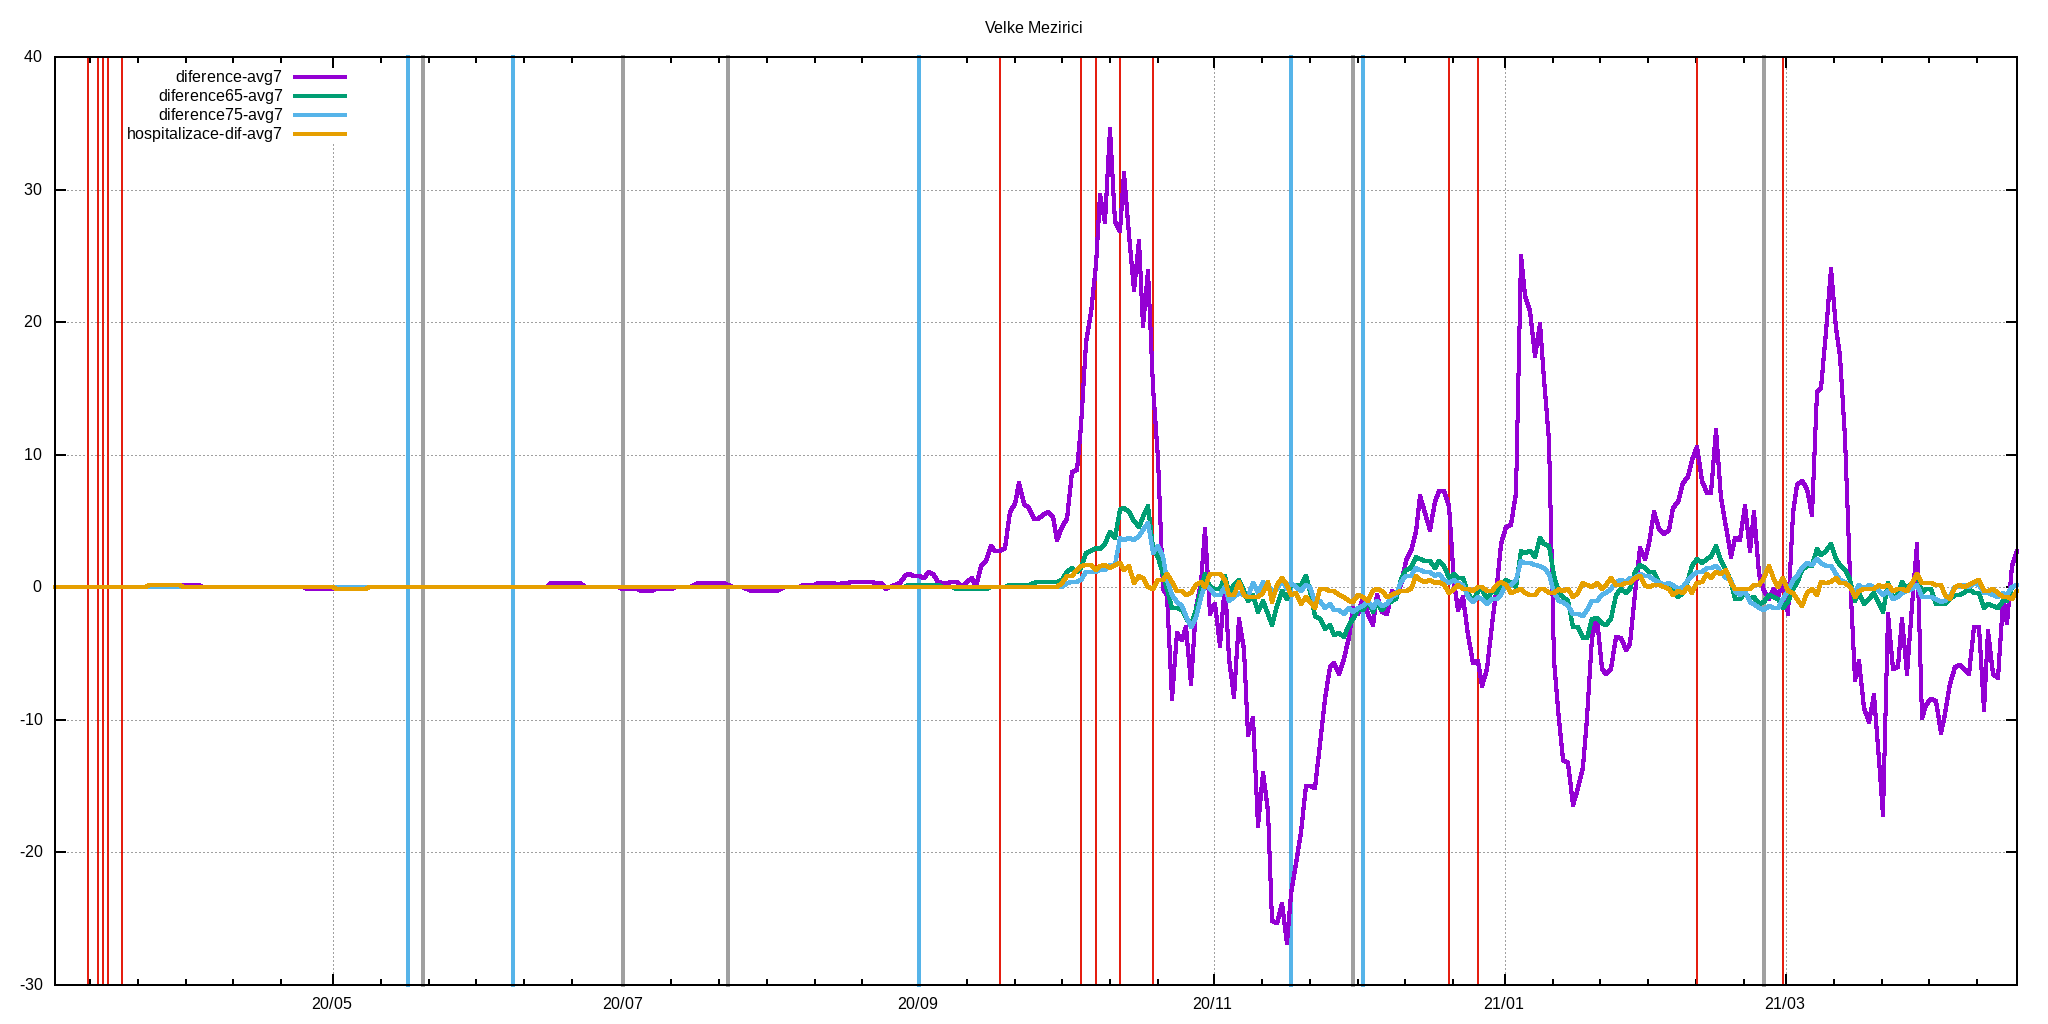 Velke Mezirici
diference-avg7
diference65-avg7
diference75-avg7
hospitalizace-dif-avg7
40
30
20
10
0
-10
-20
-30
20/05 20/07 20/09 20/11 21/01 21/03